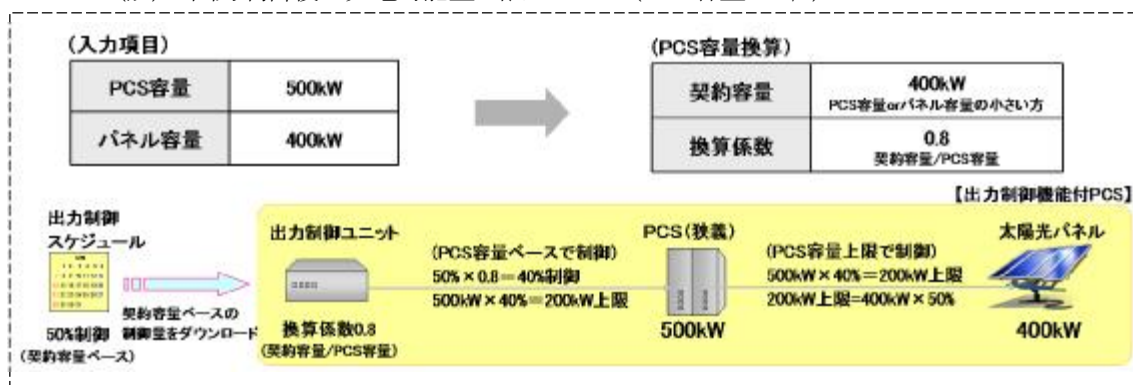 (入力項目)
PCS容量 500kW
パネル容量 400kW
(PCS容量換算)
契約容量 400kW
PCS容量orパネル容量の小さい方
換算係数 0.8
契約容量/PCS容量
【出力制御機能付PCS】
出力制御
スケジュール
50%制御
(契約容量ベース)
契約容量ベースの
制御量をダウンロード
出力制御ユニット
換算係数0.8
(契約容量/PCS容量)
(PCS容量ベースで制御)
50%×0.8=40%制御
500kW×40%=200kW上限
PCS(狭義)
500kW
(PCS容量上限で制御)
500kW×40%=200kW上限
200kW上限=400kW×50%
太陽光パネル
400kW